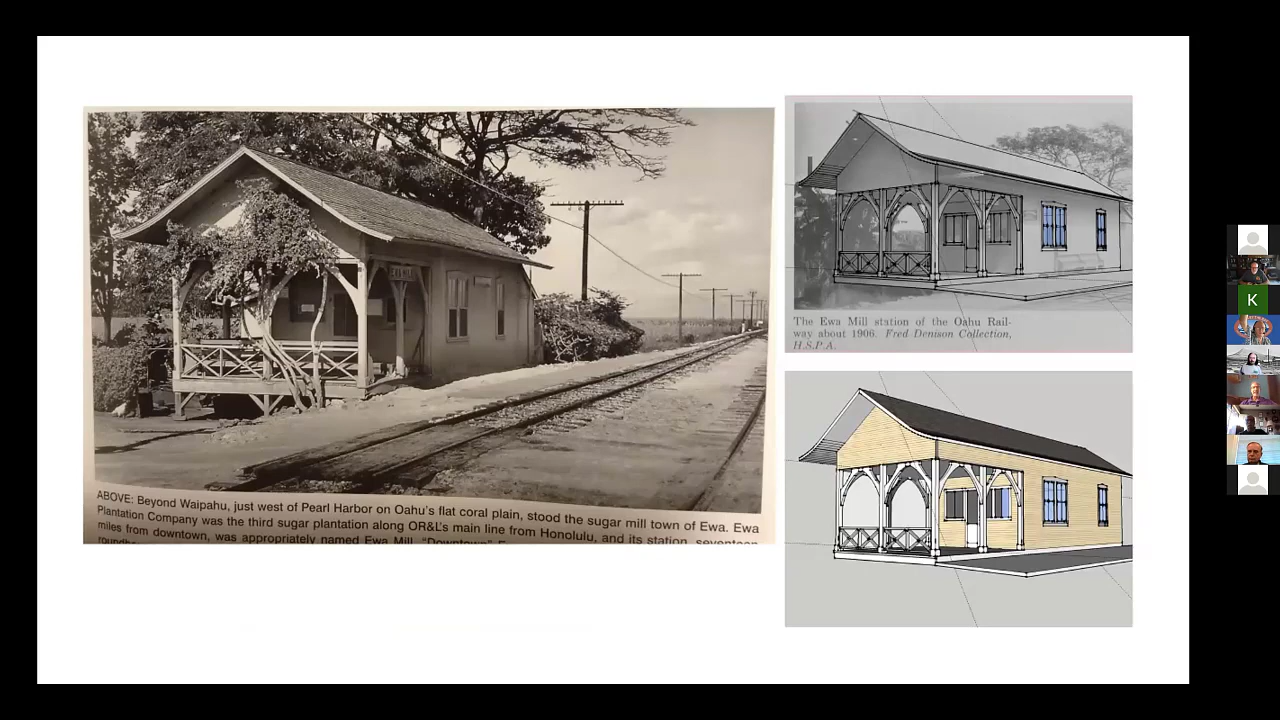 EWA MILL
ABOVE: Beyond Waipahu, just west of Pearl Harbor on Oahu's flat coral plain, stood the sugar mill town of Ewa. Ewa
Plantation Company was the third sugar plantation along OR&L's main line from Honolulu, and its station, seventeen
miles from downtown, was appropriately named Ewa Mill. "Downtown"
The Ewa Mill station of the Oahu Rail-
way about 1906. Fred Denison Collection,
H.S.P.A.
K